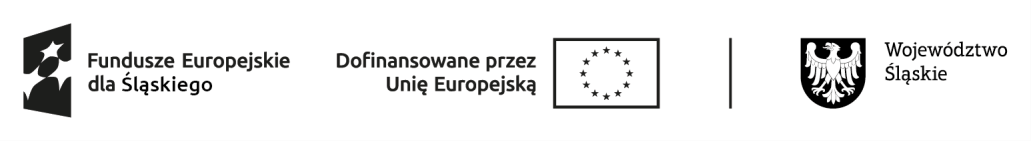 Fundusze Europejskie
dla Śląskiego
Dofinansowane przez
Unię Europejską
Województwo
Śląskie